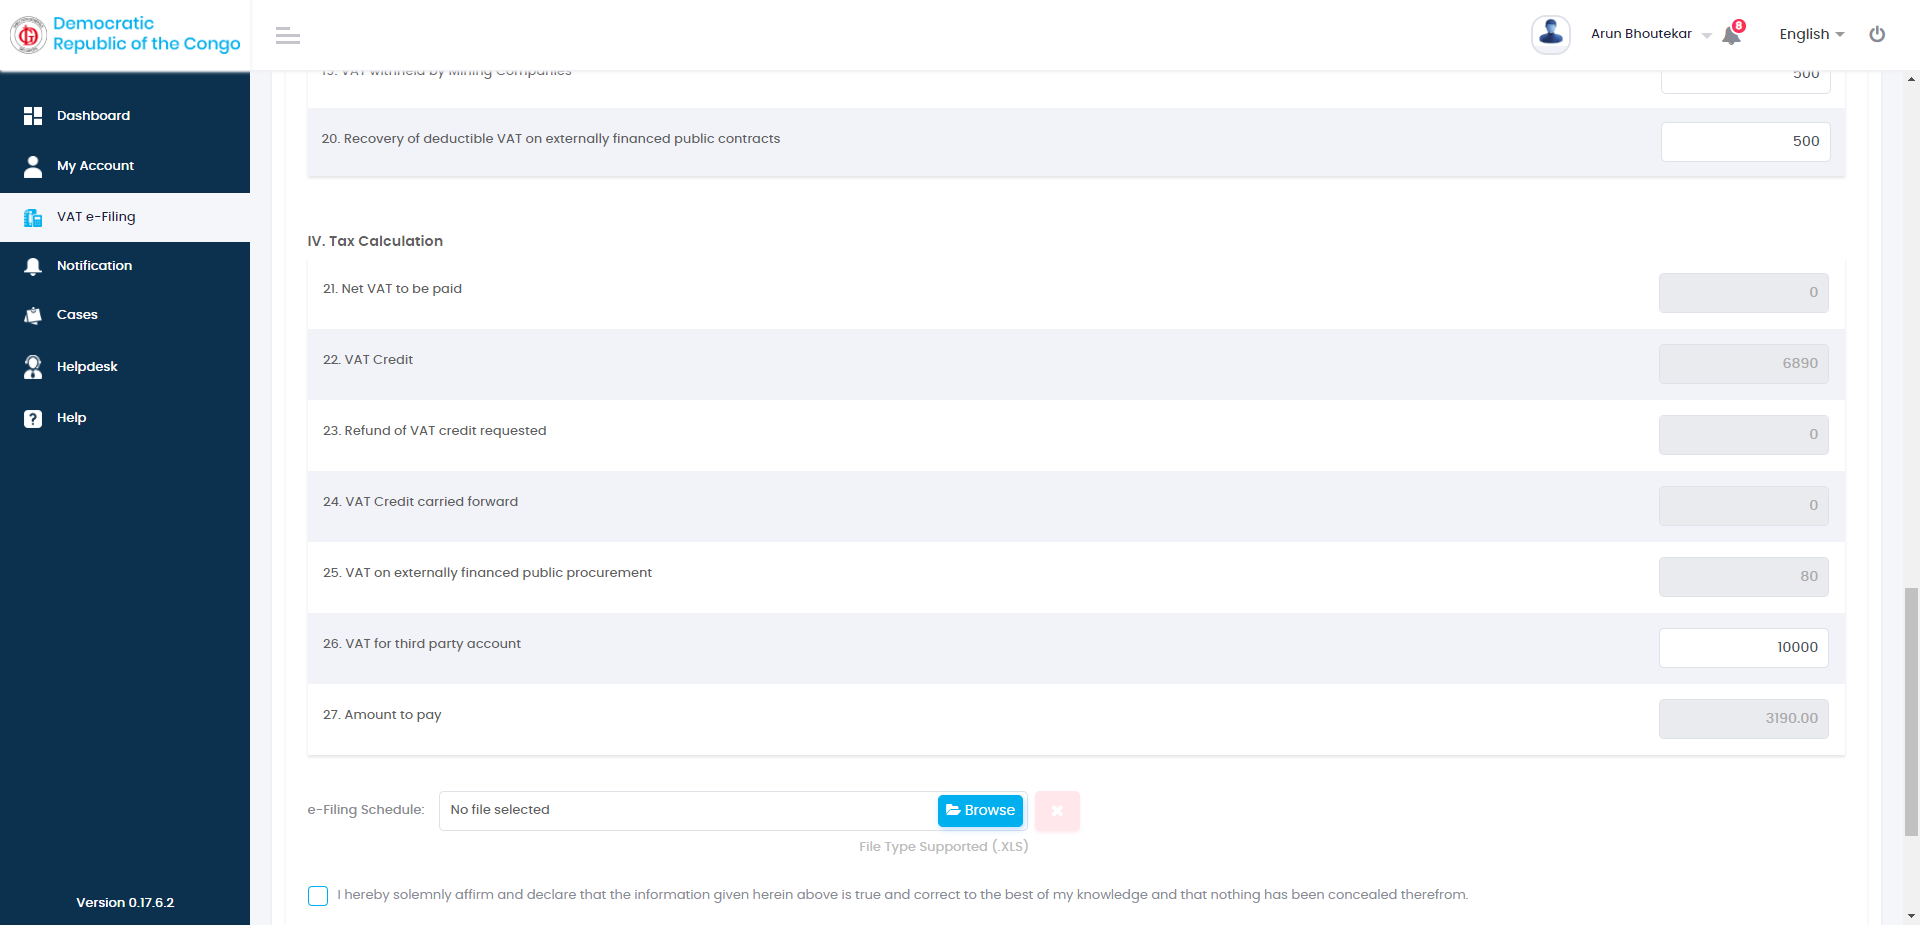 Democratic
Republic of the Congo
Arun Bhoutekar
8
English
Dashboard
My Account
VAT e-Filing
Notification
Cases
Helpdesk
Help
Version 0.17.6.2
19. VAT withheld by Mining Companies
500
20. Recovery of deductible VAT on externally financed public contracts
500
IV. Tax Calculation
21. Net VAT to be paid
0
22. VAT Credit
6890
23. Refund of VAT credit requested
0
24. VAT Credit carried forward
0
25. VAT on externally financed public procurement
80
26. VAT for third party account
10000
27. Amount to pay
3190.00
e-Filing Schedule:
No file selected
Browse
File Type Supported (.XLS)
I hereby solemnly affirm and declare that the information given herein above is true and correct to the best of my knowledge and that nothing has been concealed therefrom.